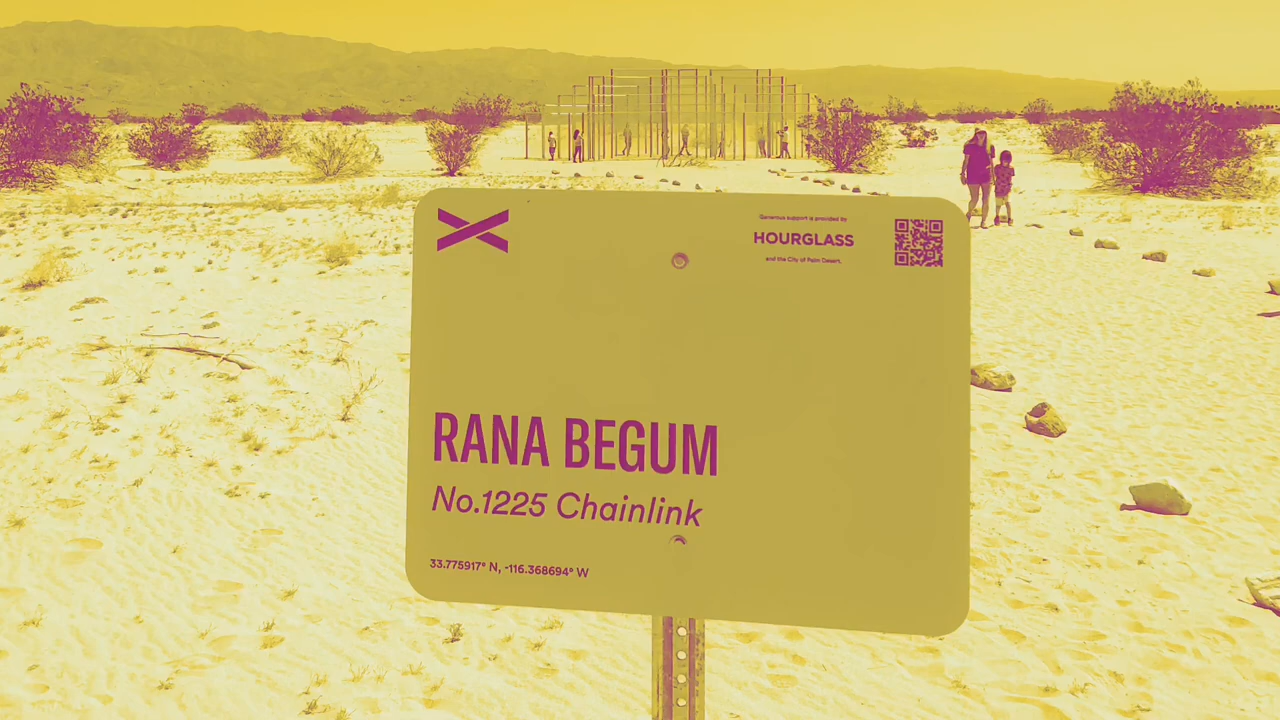 Generous support is provided by
HOURGLASS
and the City of Palm Desert.
RANA BEGUM
No.1225 Chainlink
33.775917° N, -116.368694° W